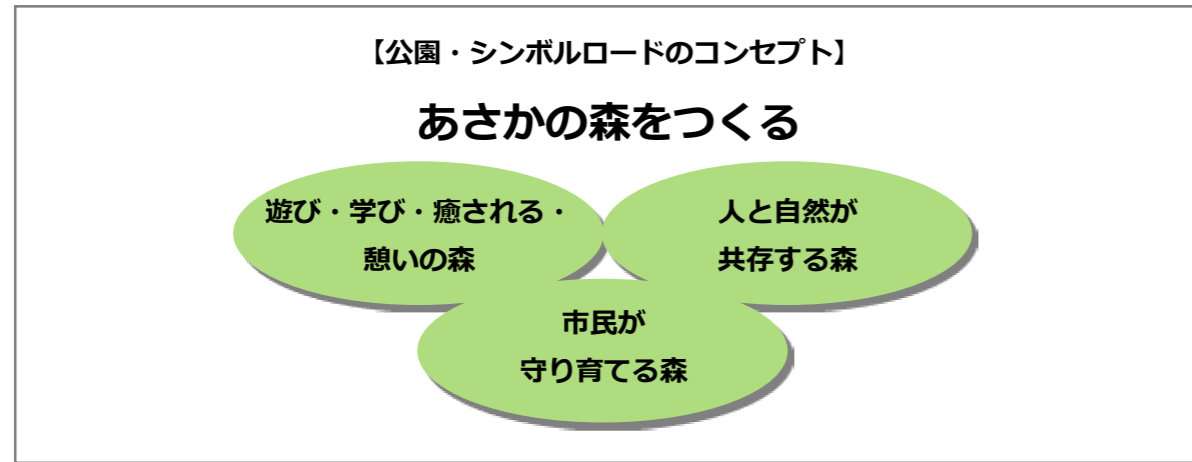 【公園・シンボルロードのコンセプト】
あさかの森をつくる
遊び・学び・癒される・
憩いの森
人と自然が
共存する森
市民が
守り育てる森